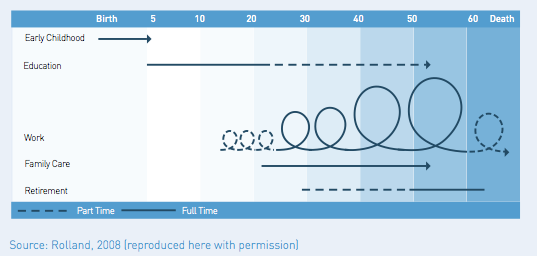 Birth 5 10 20 30 40 50 60 Death
Early Childhood
Education
Work
Family Care
Retirement
Part Time Full Time
Source: Rolland, 2008 (reproduced here with permission)